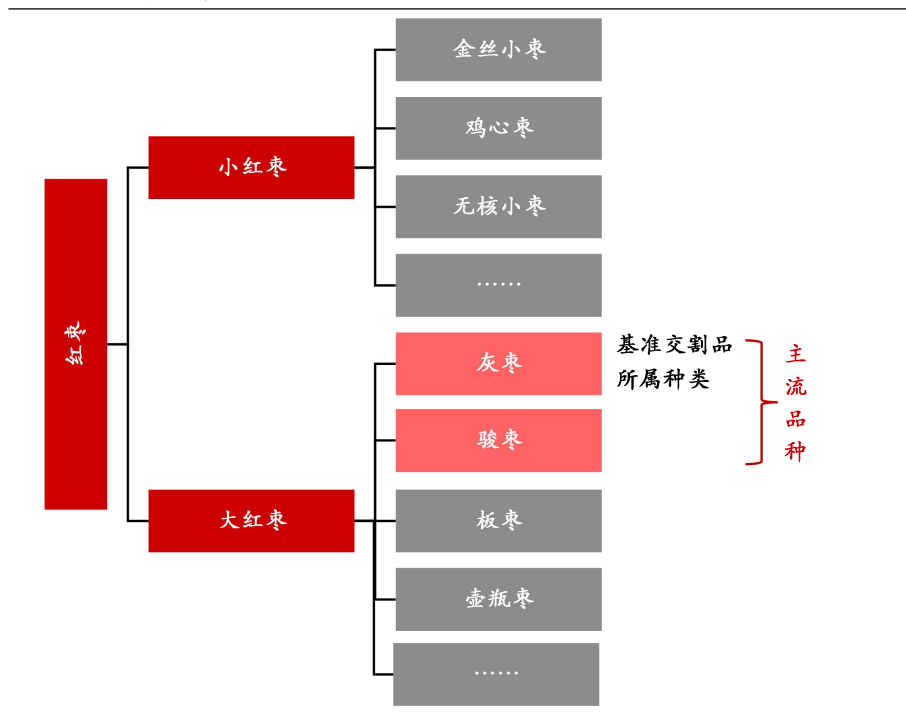 金丝小枣
鸡心枣
小红枣
无核小枣
……
红枣
灰枣
基准交割品
所属种类
主流品种
骏枣
大红枣
板枣
壶瓶枣
……